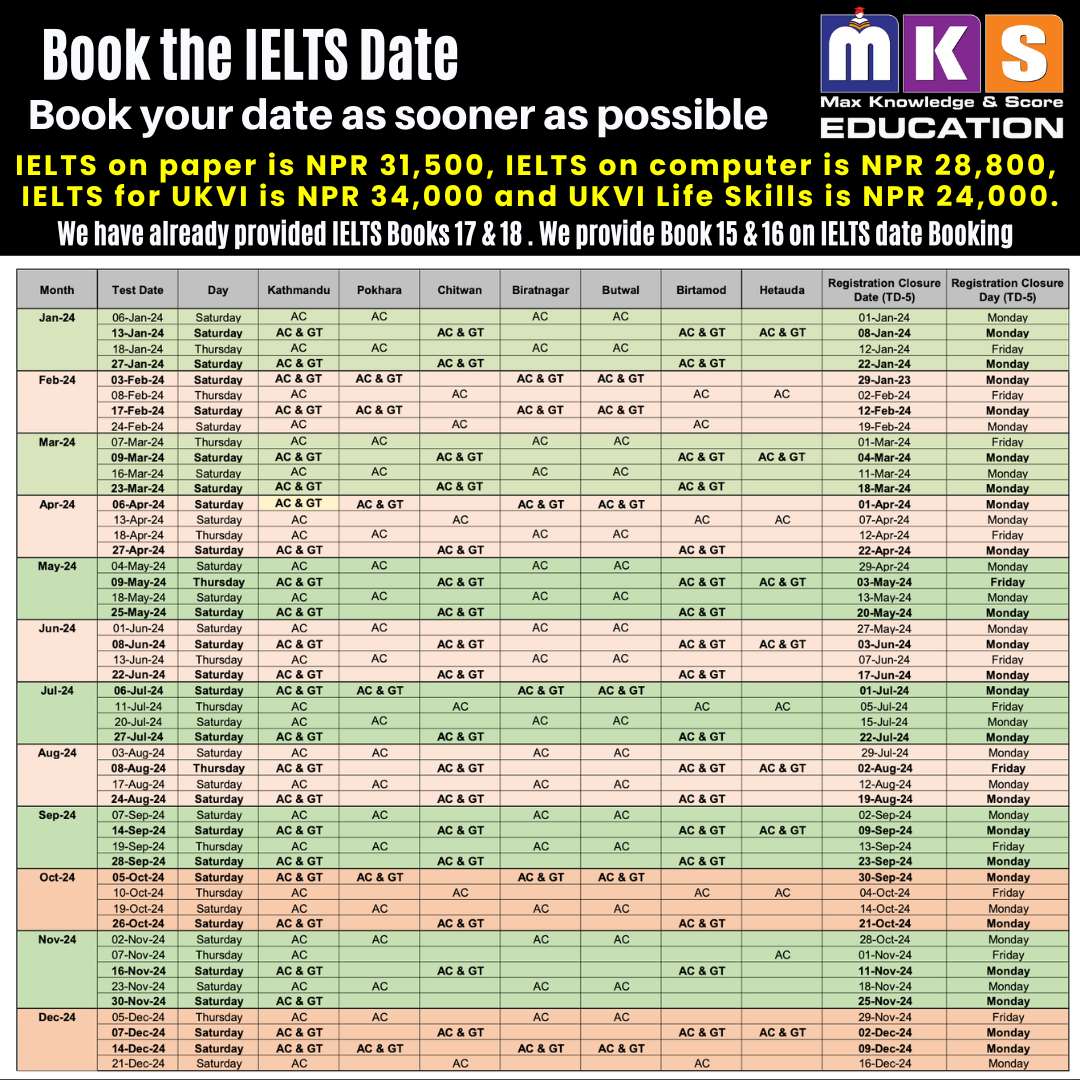 Book the IELTS Date
Book your date as sooner as possible
mKS
Max Knowledge & Score
EDUCATION
IELTS on paper is NPR 31,500, IELTS on computer is NPR 28,800,
IELTS for UKVI is NPR 34,000 and UKVI Life Skills is NPR 24,000.
We have already provided IELTS Books 17 & 18 . We provide Book 15 & 16 on IELTS date Booking
Month Test Date Day Kathmandu Pokhara Chitwan Biratnagar Butwal Birtamod Hetauda Registration Closure Date (TD-5) Registration Closure Day (TD-5)
Jan-24 06-Jan-24 Saturday AC AC AC AC 01-Jan-24 Monday
13-Jan-24 Saturday AC & GT AC & GT AC & GT AC & GT 08-Jan-24 Monday
18-Jan-24 Thursday AC AC AC AC 12-Jan-24 Friday
27-Jan-24 Saturday AC & GT AC & GT AC & GT 22-Jan-24 Monday
Feb-24 03-Feb-24 Saturday AC & GT AC & GT AC & GT AC & GT 29-Jan-23 Monday
08-Feb-24 Thursday AC AC AC AC 02-Feb-24 Friday
17-Feb-24 Saturday AC & GT AC & GT AC & GT AC & GT 12-Feb-24 Monday
24-Feb-24 Saturday AC AC AC 19-Feb-24 Monday
Mar-24 07-Mar-24 Thursday AC AC AC AC 01-Mar-24 Friday
09-Mar-24 Saturday AC & GT AC & GT AC & GT AC & GT 04-Mar-24 Monday
16-Mar-24 Saturday AC AC AC AC 11-Mar-24 Monday
23-Mar-24 Saturday AC & GT AC & GT AC & GT 18-Mar-24 Monday
Apr-24 06-Apr-24 Saturday AC & GT AC & GT AC & GT AC & GT 01-Apr-24 Monday
13-Apr-24 Saturday AC AC AC AC 07-Apr-24 Monday
18-Apr-24 Thursday AC AC AC AC 12-Apr-24 Friday
27-Apr-24 Saturday AC & GT AC & GT AC & GT 22-Apr-24 Monday
May-24 04-May-24 Saturday AC AC AC AC 29-Apr-24 Monday
09-May-24 Thursday AC & GT AC & GT AC & GT AC & GT 03-May-24 Friday
18-May-24 Saturday AC AC AC AC 13-May-24 Monday
25-May-24 Saturday AC & GT AC & GT AC & GT 20-May-24 Monday
Jun-24 01-Jun-24 Saturday AC AC AC AC 27-May-24 Monday
08-Jun-24 Saturday AC & GT AC & GT AC & GT AC & GT 03-Jun-24 Monday
13-Jun-24 Thursday AC AC AC AC 07-Jun-24 Friday
22-Jun-24 Saturday AC & GT AC & GT AC & GT 17-Jun-24 Monday
Jul-24 06-Jul-24 Saturday AC & GT AC & GT AC & GT AC & GT 01-Jul-24 Monday
11-Jul-24 Thursday AC AC AC AC 05-Jul-24 Friday
20-Jul-24 Saturday AC AC AC AC 15-Jul-24 Monday
27-Jul-24 Saturday AC & GT AC & GT AC & GT 22-Jul-24 Monday
Aug-24 03-Aug-24 Saturday AC AC AC AC 29-Jul-24 Monday
08-Aug-24 Thursday AC & GT AC & GT AC & GT AC & GT 02-Aug-24 Friday
17-Aug-24 Saturday AC AC AC AC 12-Aug-24 Monday
24-Aug-24 Saturday AC & GT AC & GT AC & GT 19-Aug-24 Monday
Sep-24 07-Sep-24 Saturday AC AC AC AC 02-Sep-24 Monday
14-Sep-24 Saturday AC & GT AC & GT AC & GT AC & GT 09-Sep-24 Monday
19-Sep-24 Thursday AC AC AC AC 13-Sep-24 Friday
28-Sep-24 Saturday AC & GT AC & GT AC & GT 23-Sep-24 Monday
Oct-24 05-Oct-24 Saturday AC & GT AC & GT AC & GT AC & GT 30-Sep-24 Monday
10-Oct-24 Thursday AC AC AC AC 04-Oct-24 Friday
19-Oct-24 Saturday AC AC AC AC 14-Oct-24 Monday
26-Oct-24 Saturday AC & GT AC & GT AC & GT 21-Oct-24 Monday
Nov-24 02-Nov-24 Saturday AC AC AC AC 28-Oct-24 Monday
07-Nov-24 Thursday AC AC 01-Nov-24 Friday
16-Nov-24 Saturday AC & GT AC & GT AC & GT 11-Nov-24 Monday
23-Nov-24 Saturday AC AC AC AC 18-Nov-24 Monday
30-Nov-24 Saturday AC & GT 25-Nov-24 Monday
Dec-24 05-Dec-24 Thursday AC AC AC AC 29-Nov-24 Friday
07-Dec-24 Saturday AC & GT AC & GT AC & GT AC & GT 02-Dec-24 Monday
14-Dec-24 Saturday AC & GT AC & GT AC & GT AC & GT 09-Dec-24 Monday
21-Dec-24 Saturday AC AC AC 16-Dec-24 Monday